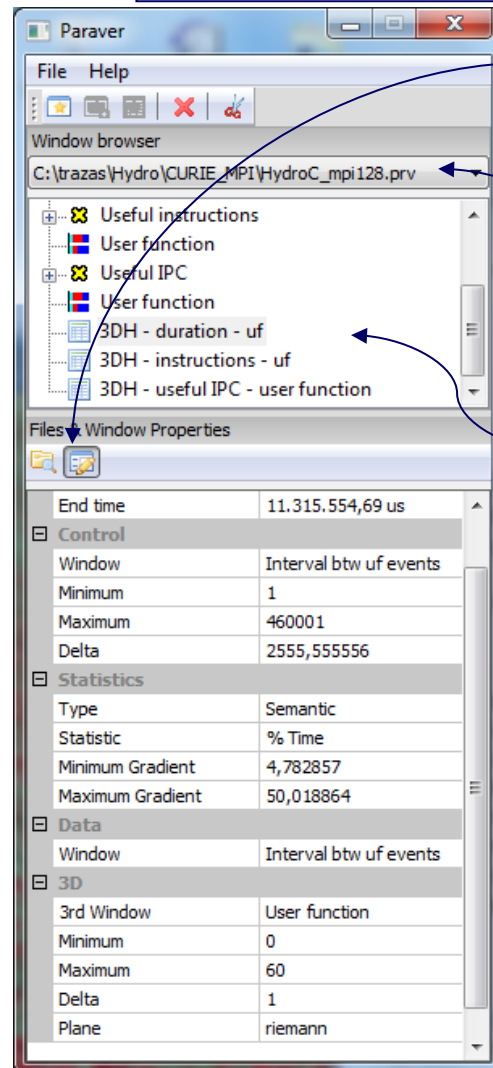 Paraver
File Help
Window browser
C:\trazas\Hydro\CURIE_MPI\HydroC_mpi128.prv
Useful instructions
User function
Useful IPC
User function
3DH - duration - uf
3DH - instructions - uf
3DH - useful IPC - user function
Files & Window Properties
End time 11.315.554,69 us
Control
Window Interval btw uf events
Minimum 1
Maximum 460001
Delta 2555,555556
Statistics
Type Semantic
Statistic % Time
Minimum Gradient 4,782857
Maximum Gradient 50,018864
Data
Window Interval btw uf events
3D
3rd Window User function
Minimum 0
Maximum 60
Delta 1
Plane riemann